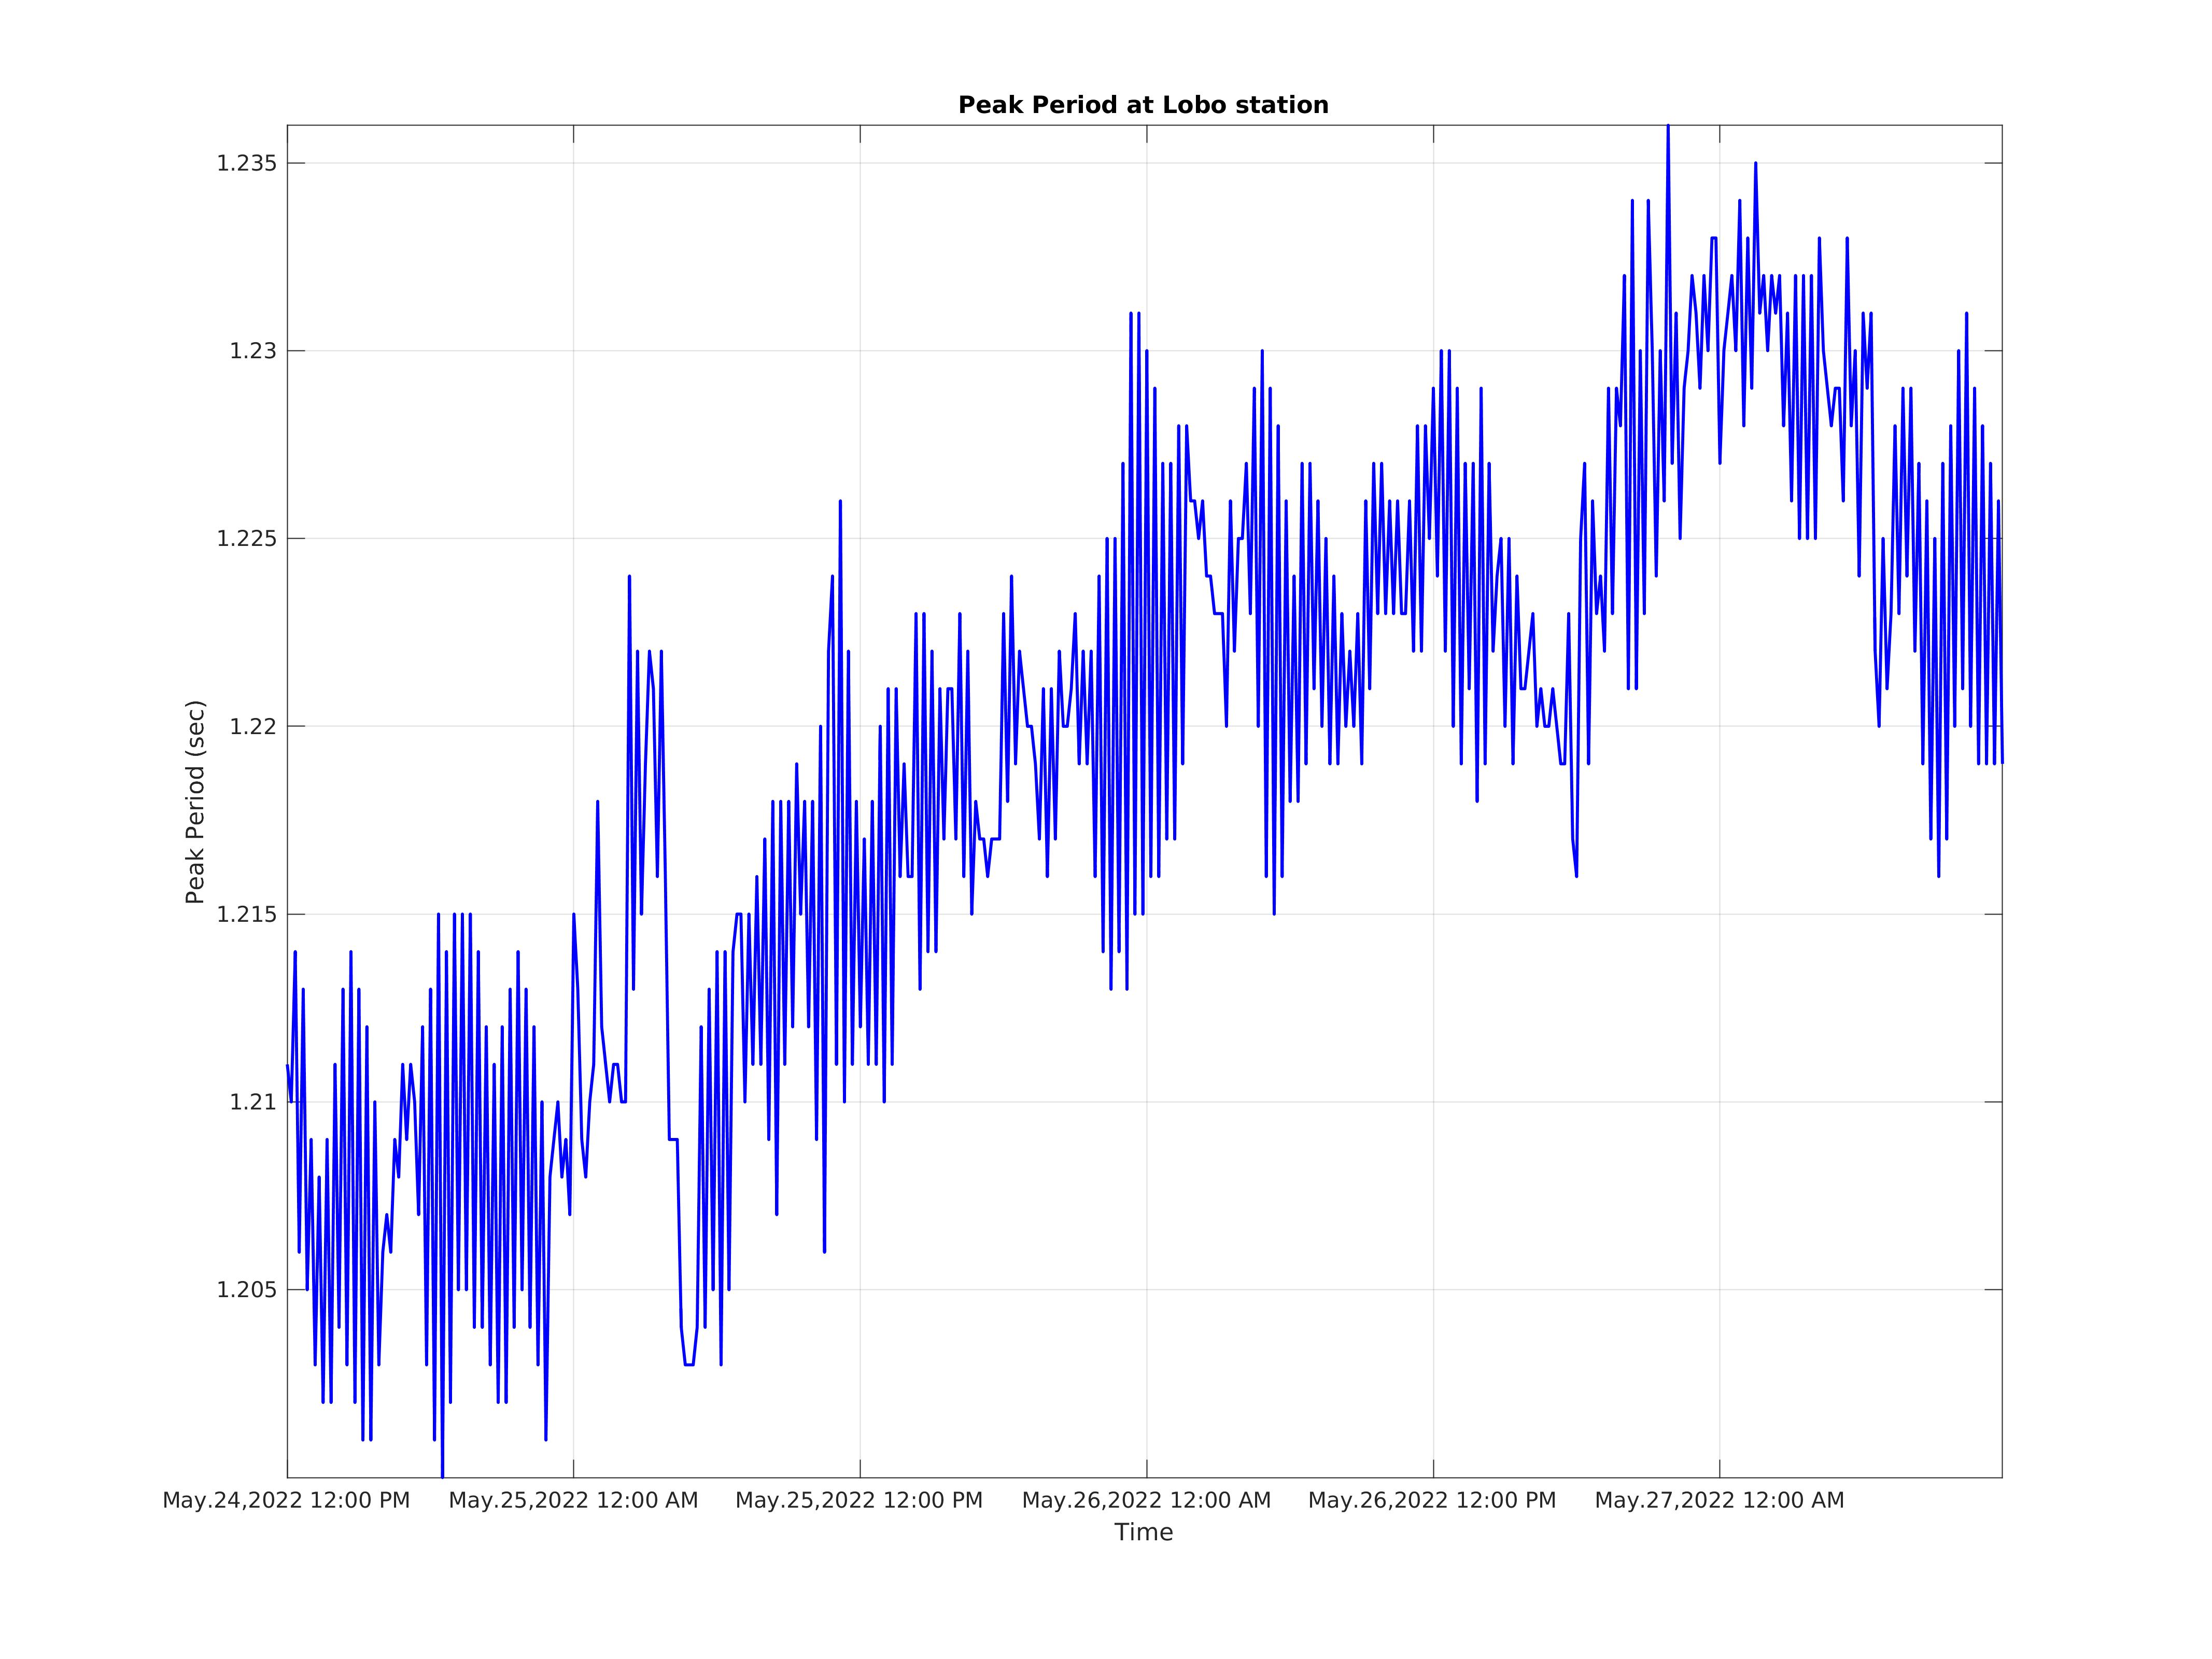 Peak Period at Lobo station
Peak Period (sec)
1.235
1.23
1.225
1.22
1.215
1.21
1.205
May.24,2022 12:00 PM
May.25,2022 12:00 AM
May.25,2022 12:00 PM
May.26,2022 12:00 AM
May.26,2022 12:00 PM
May.27,2022 12:00 AM
Time